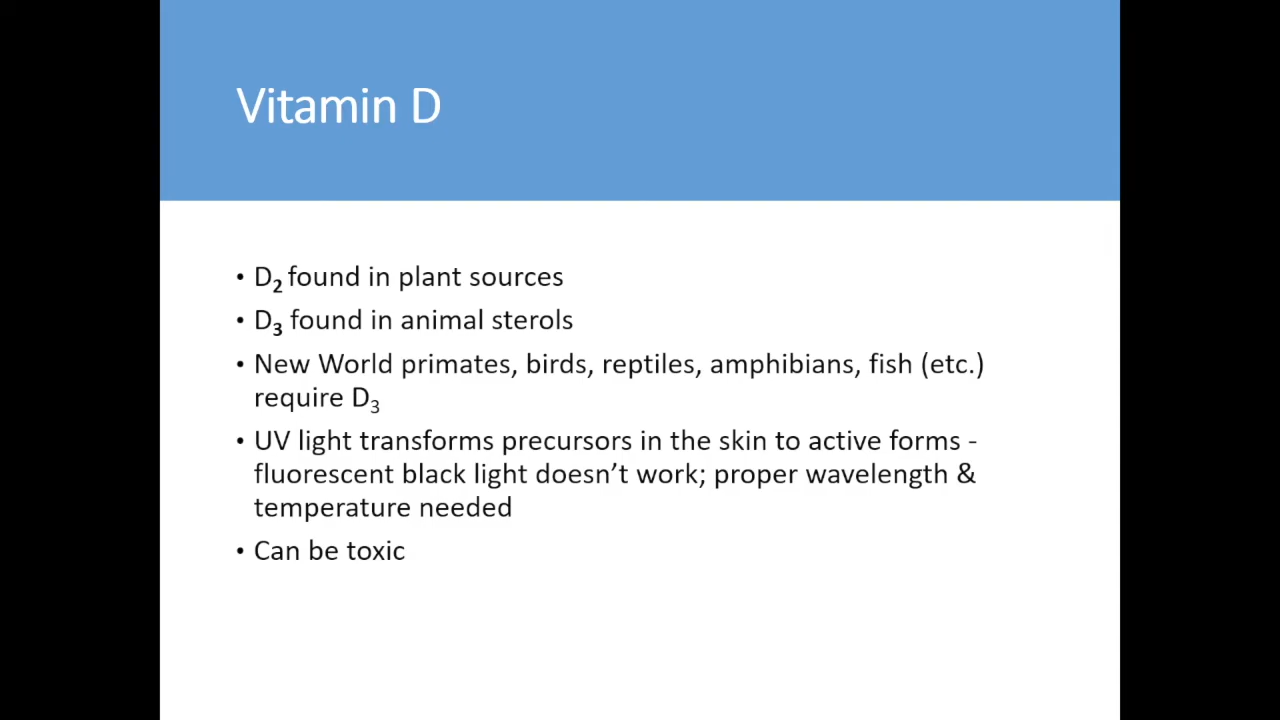 Vitamin D
• D₂ found in plant sources
• D₃ found in animal sterols
• New World primates, birds, reptiles, amphibians, fish (etc.)
require D₃
• UV light transforms precursors in the skin to active forms -
fluorescent black light doesn’t work; proper wavelength &
temperature needed
• Can be toxic